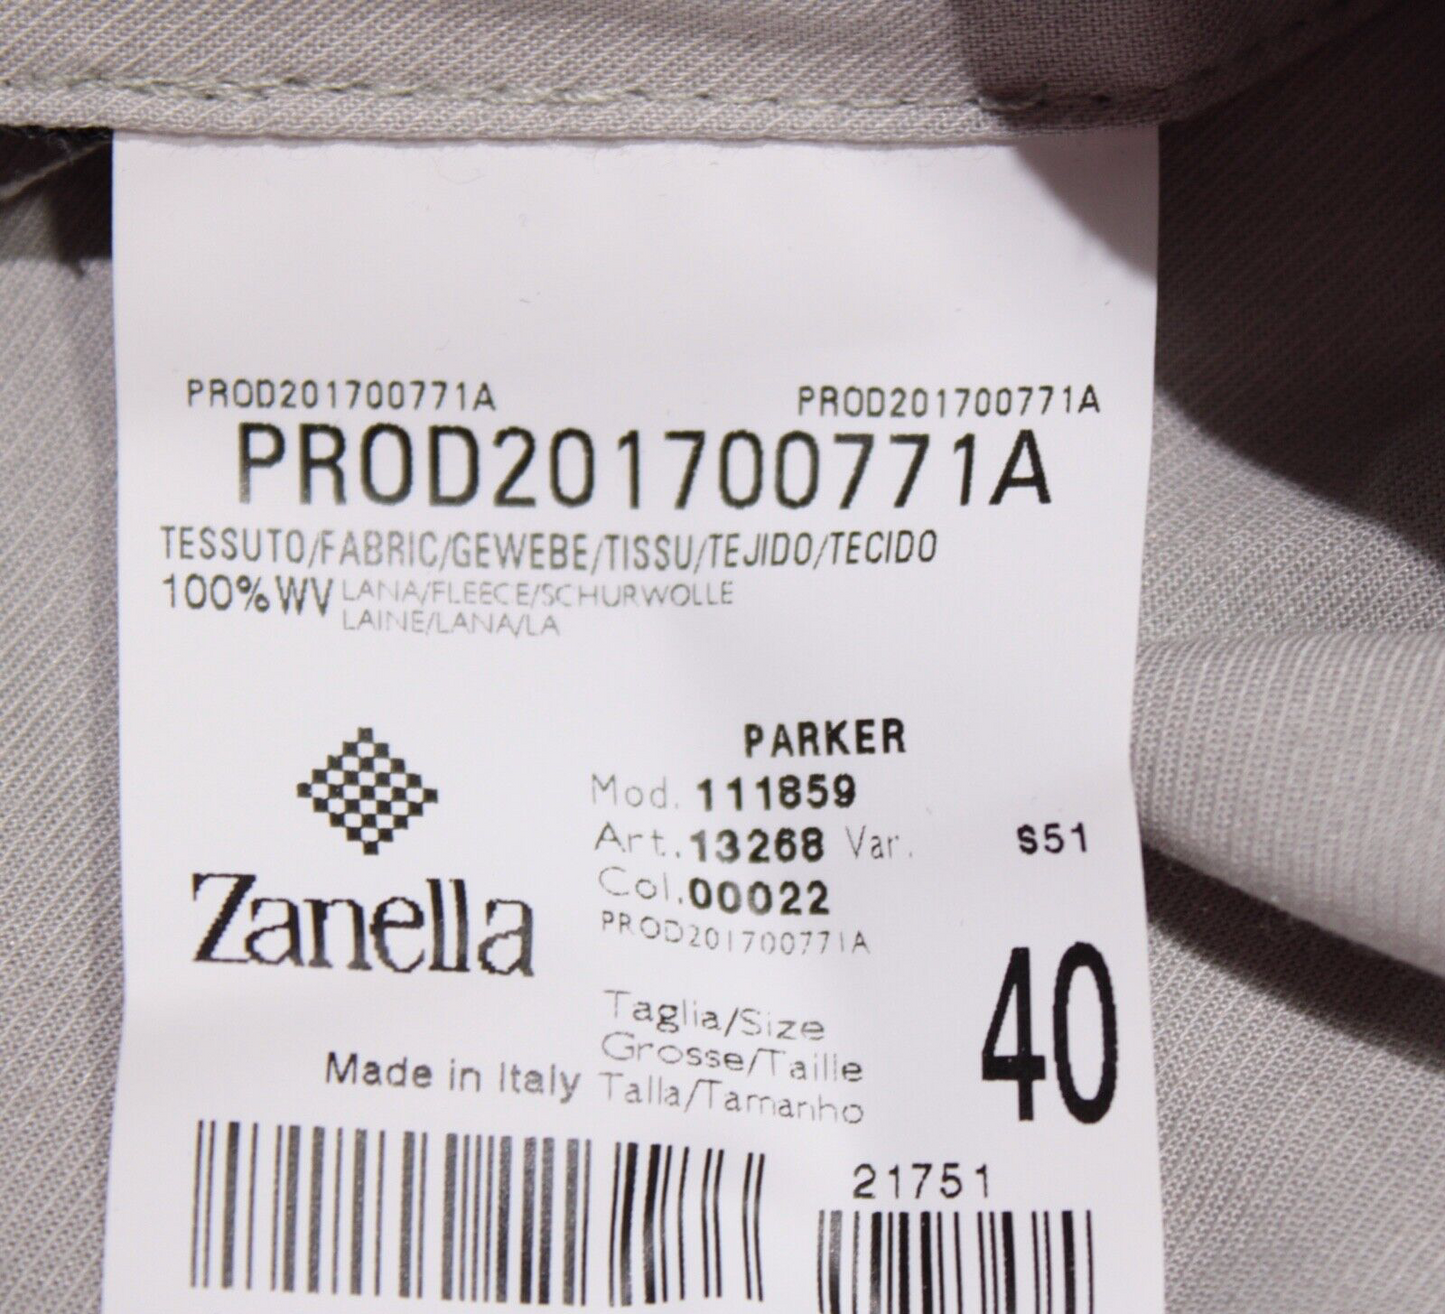 PROD201700771A PROD201700771A
PROD201700771A
TESSUTO/FABRIC/GEWEBE/TISSU/TEJIDO/TECIDO
100%WV LANA/FLEECE/SCHURWOLLE
LAINE/LANA/LA
PARKER
Mod. 111859
Art. 13268 Var. S51
Col. 00022
PROD201700771A
Zanella
Taglia/Size
Grosse/Taille
Talla/Tamanho
40
Made in Italy
21751